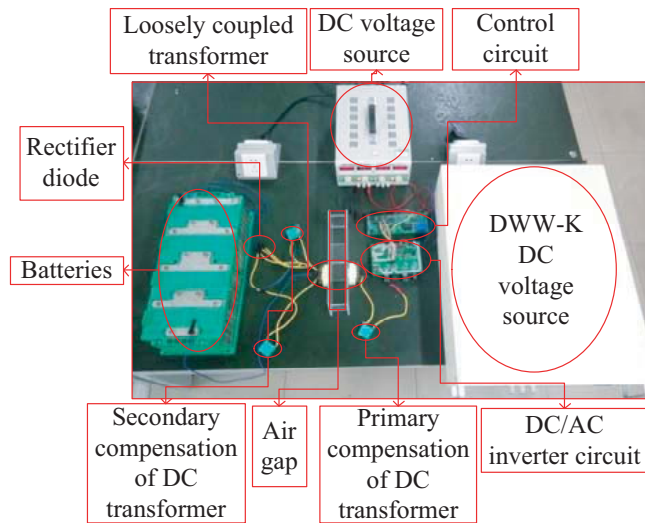 Loosely coupled
transformer
DC voltage
source
Control
circuit
Rectifier
diode
Batteries
DWW-K
DC
voltage
source
Secondary
compensation
of DC
transformer
Air
gap
Primary
compensation
of DC
transformer
DC/AC
inverter circuit